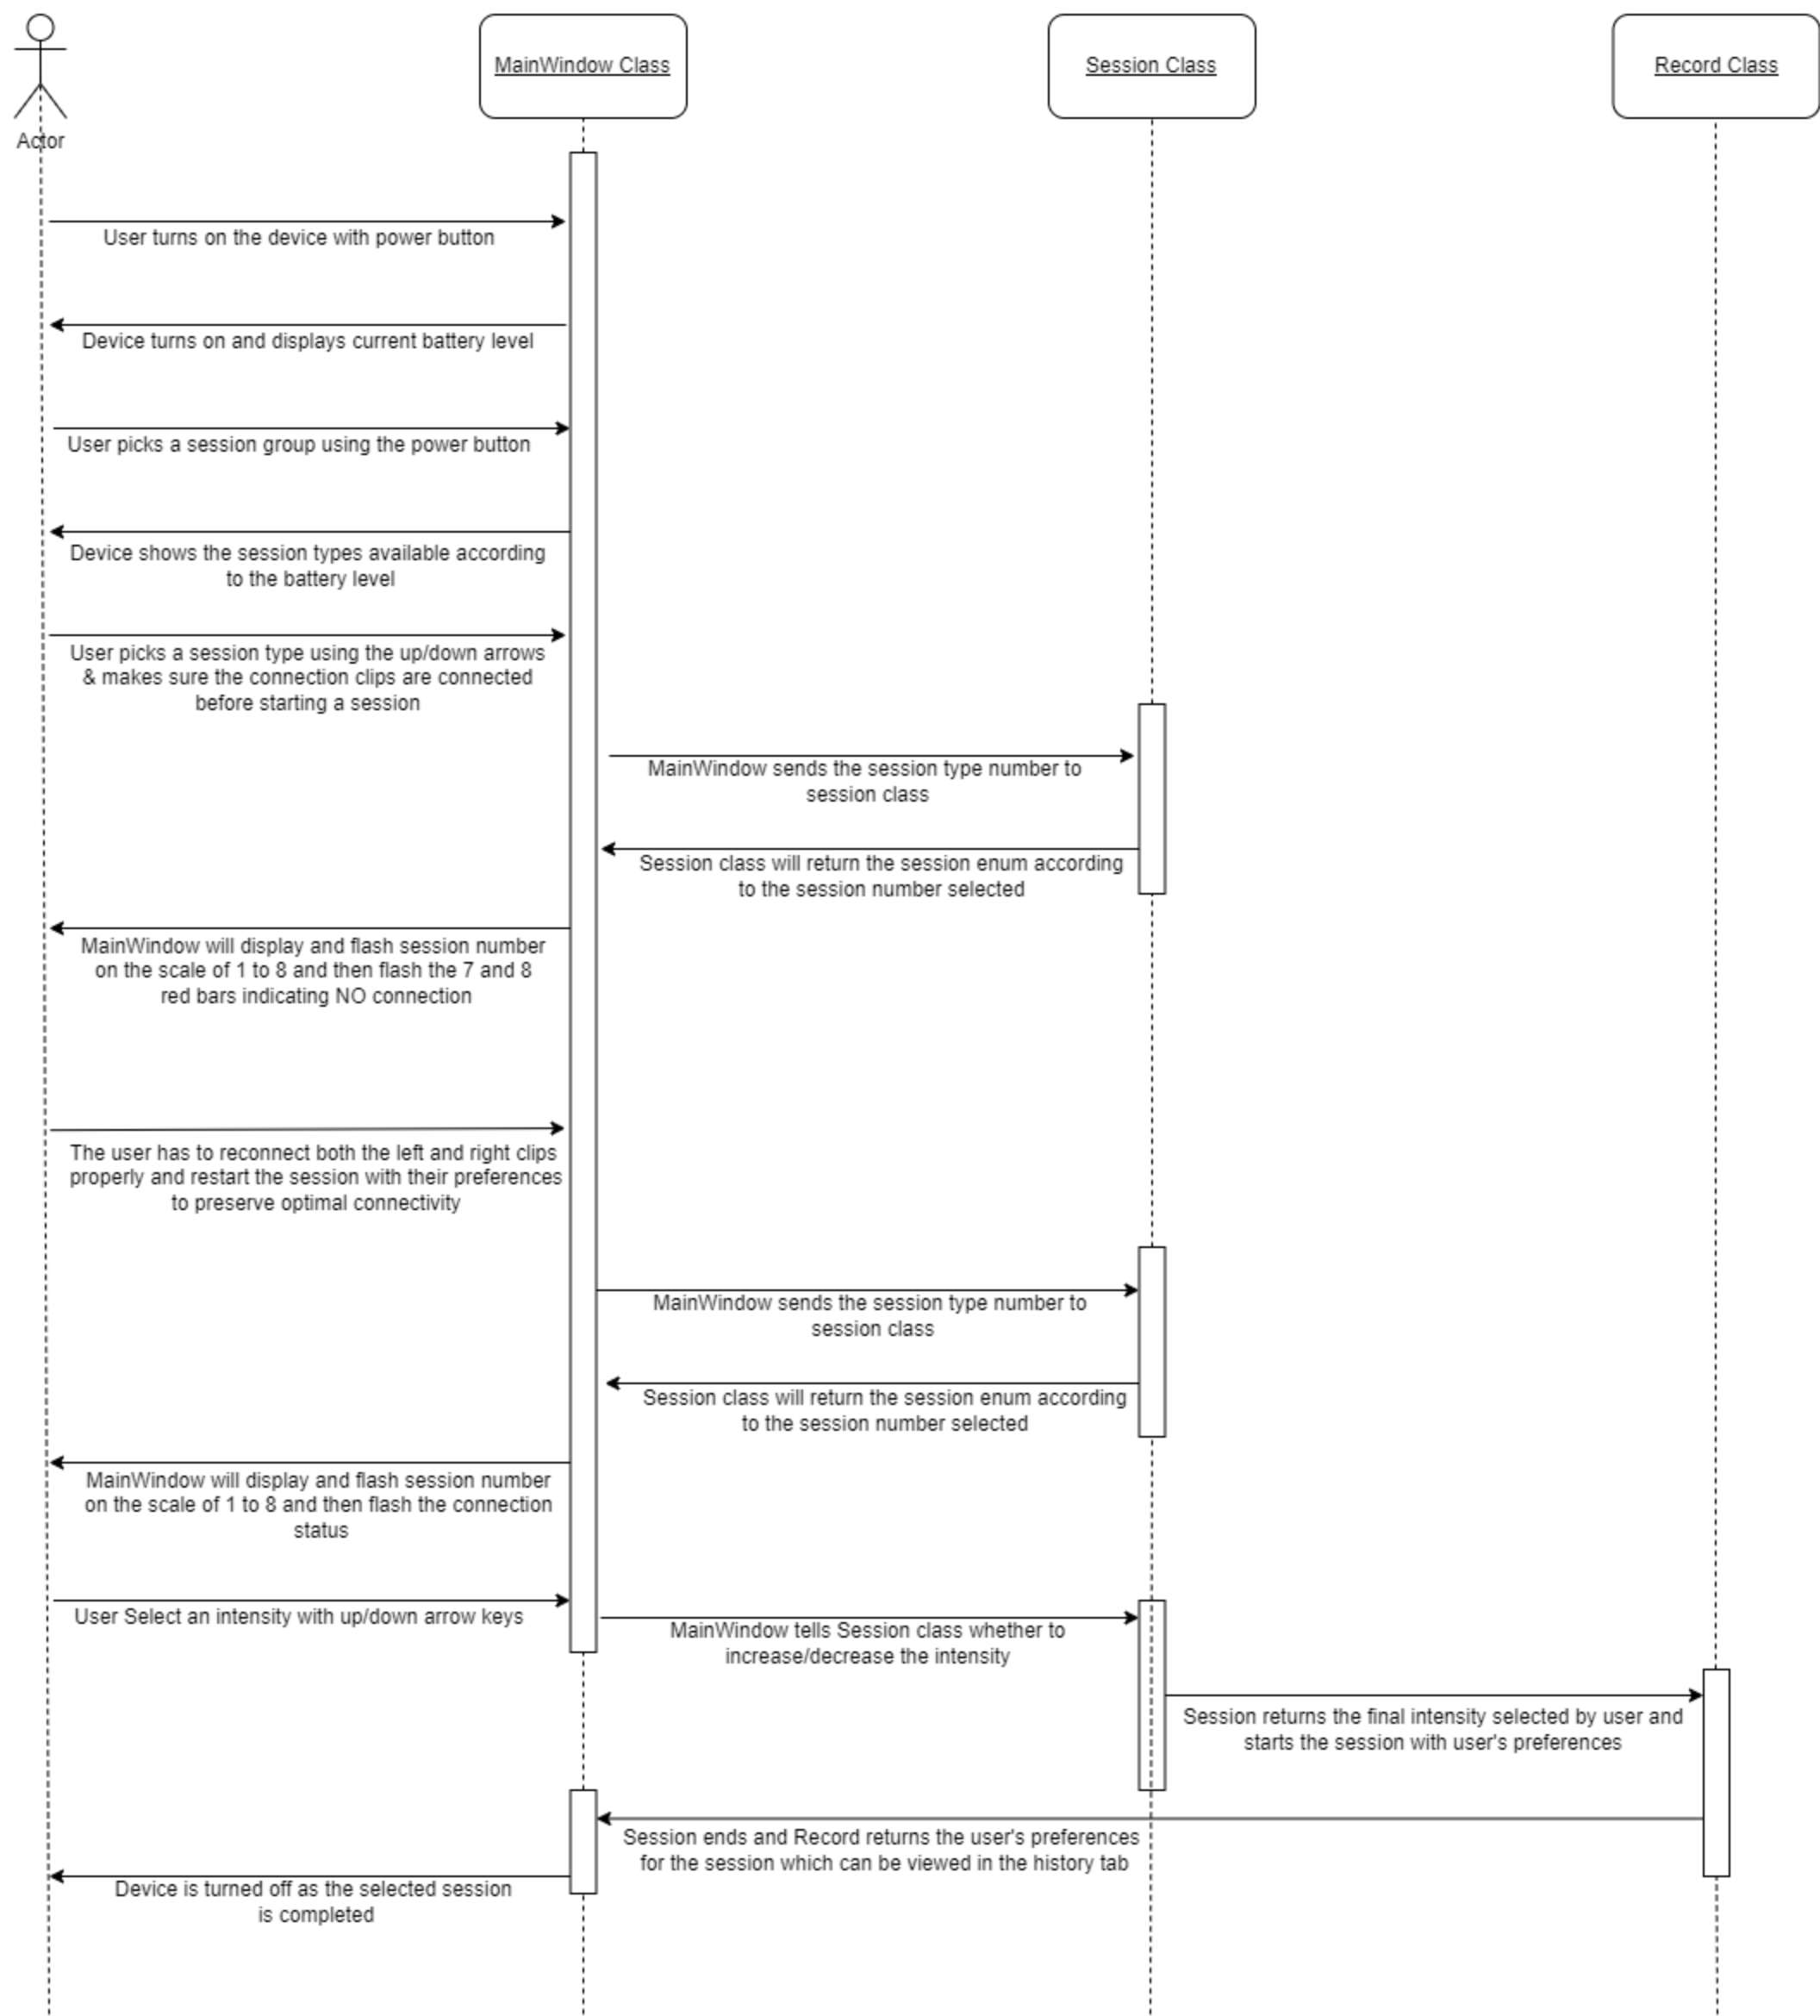 MainWindow Class
Session Class
Record Class
Actor
User turns on the device with power button
Device turns on and displays current battery level
User picks a session group using the power button
Device shows the session types available according
to the battery level
User picks a session type using the up/down arrows
& makes sure the connection clips are connected
before starting a session
MainWindow sends the session type number to
session class
Session class will return the session enum according
to the session number selected
MainWindow will display and flash session number
on the scale of 1 to 8 and then flash the 7 and 8
red bars indicating NO connection
The user has to reconnect both the left and right clips
properly and restart the session with their preferences
to preserve optimal connectivity
MainWindow sends the session type number to
session class
Session class will return the session enum according
to the session number selected
MainWindow will display and flash session number
on the scale of 1 to 8 and then flash the connection
status
User Select an intensity with up/down arrow keys
MainWindow tells Session class whether to
increase/decrease the intensity
Session returns the final intensity selected by user and
starts the session with user's preferences
Session ends and Record returns the user's preferences
for the session which can be viewed in the history tab
Device is turned off as the selected session
is completed